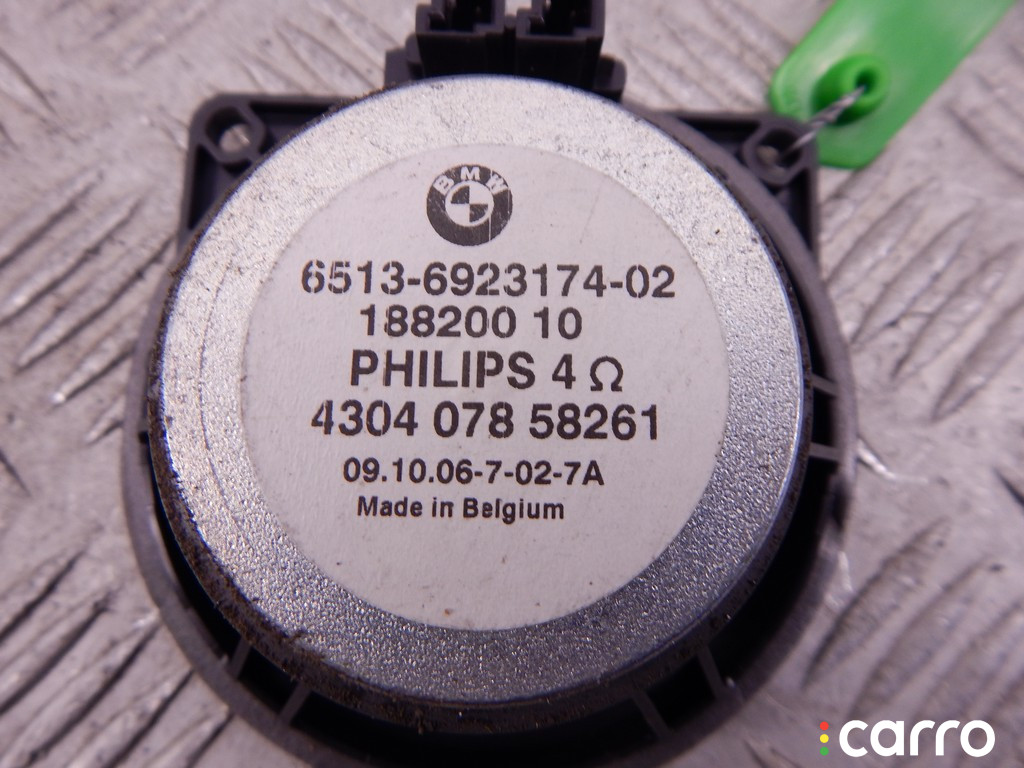 BMW
6513-6923174-02
188200 10
PHILIPS 4 Ω
4304 078 58261
09.10.06-7-02-7A
Made in Belgium
carro